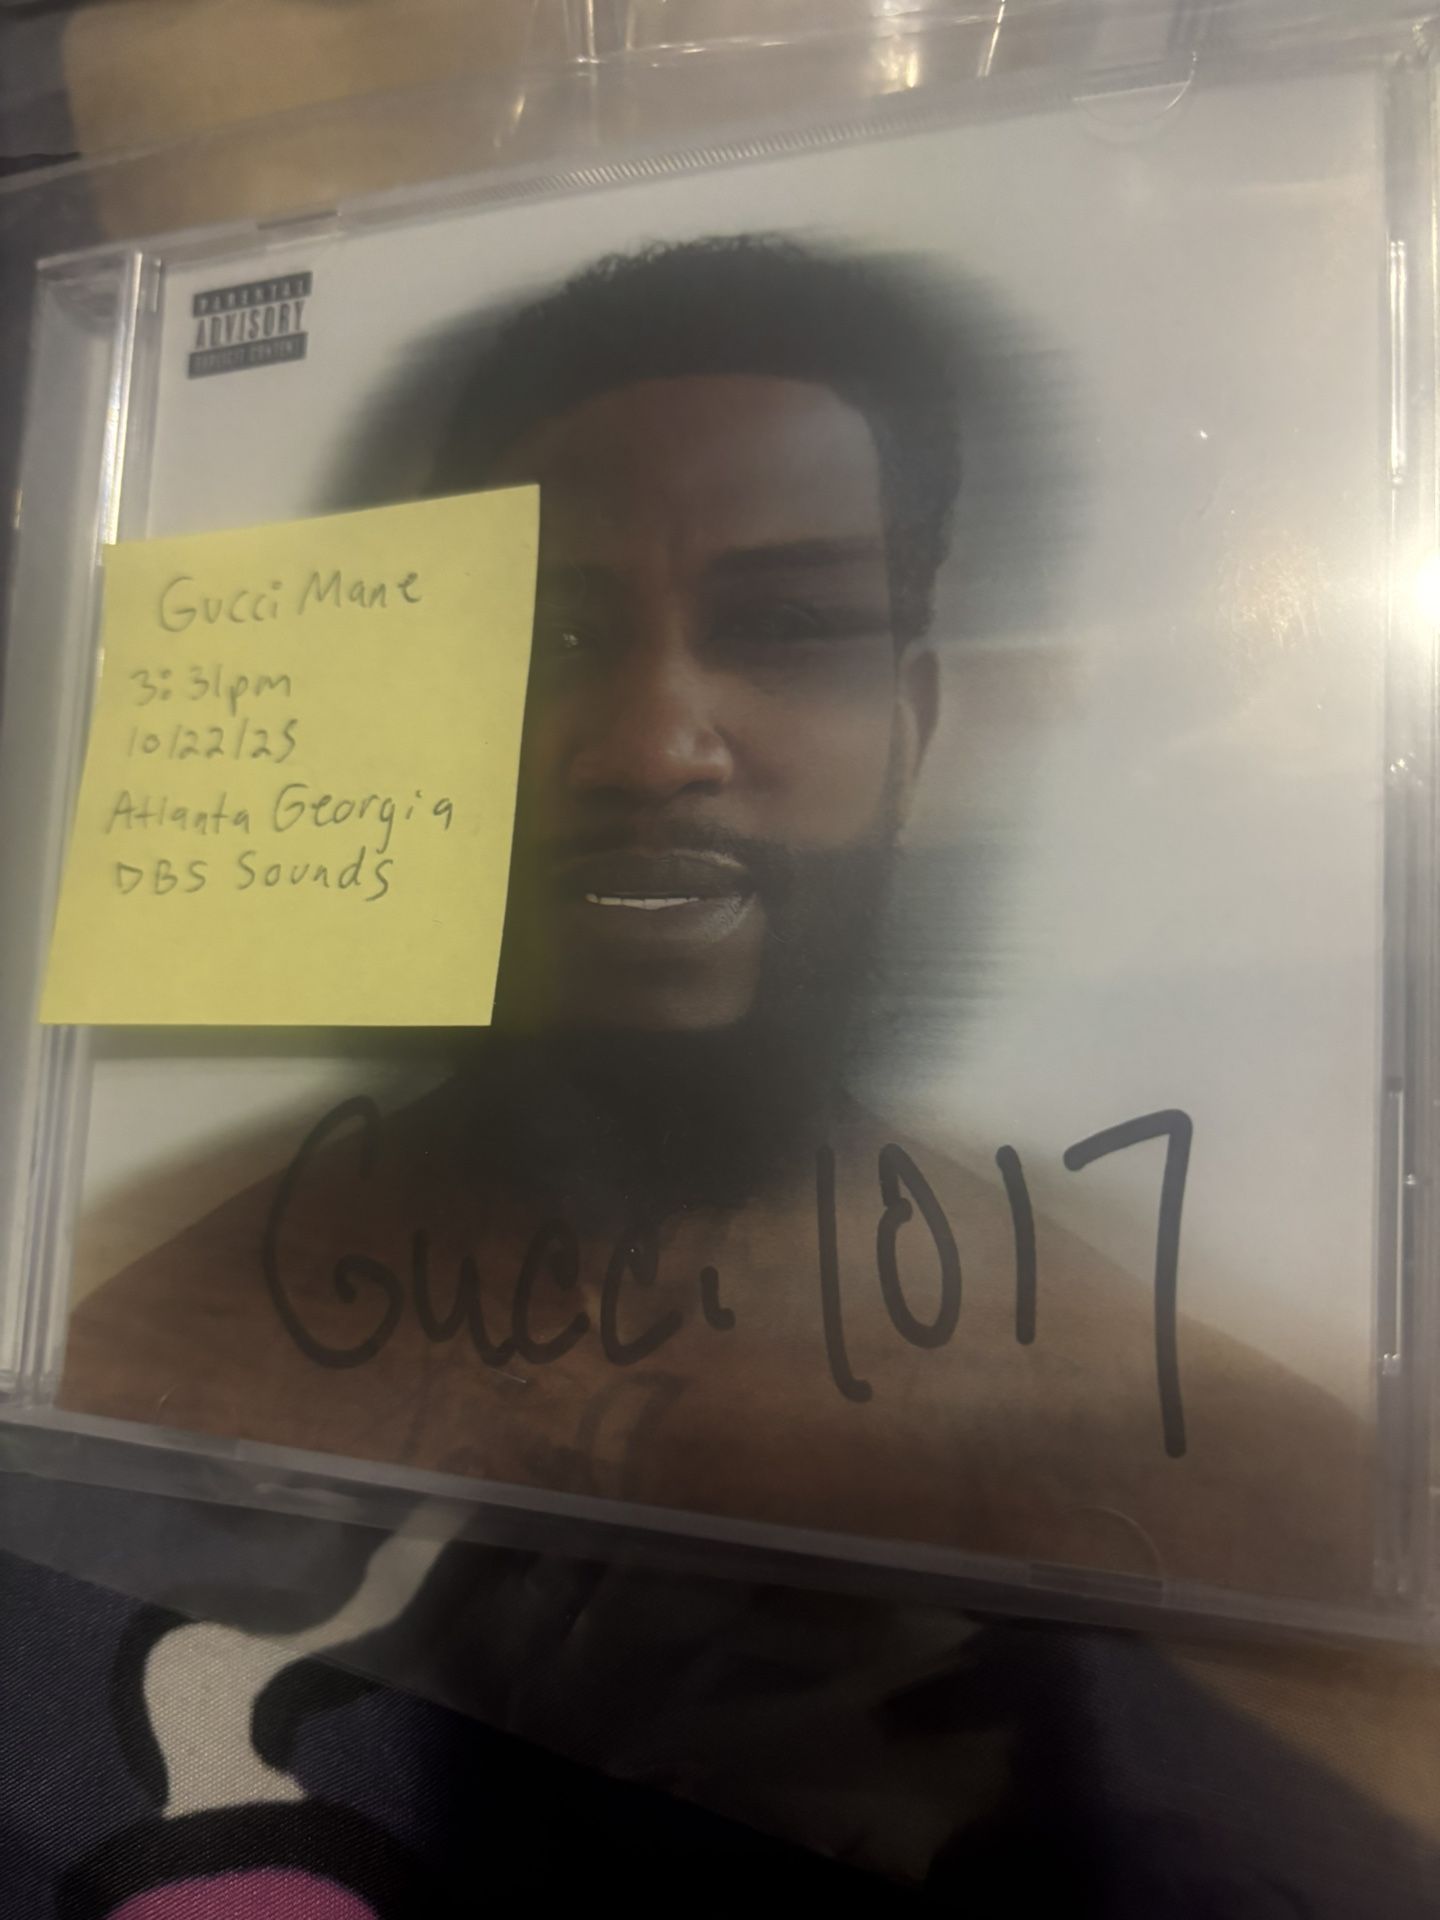 PARENTAL
ADVISORY
EXPLICIT CONTENT
Gucci Mane
3:31pm
10/22/25
Atlanta Georgia
DBS Sounds
Gucci 1017